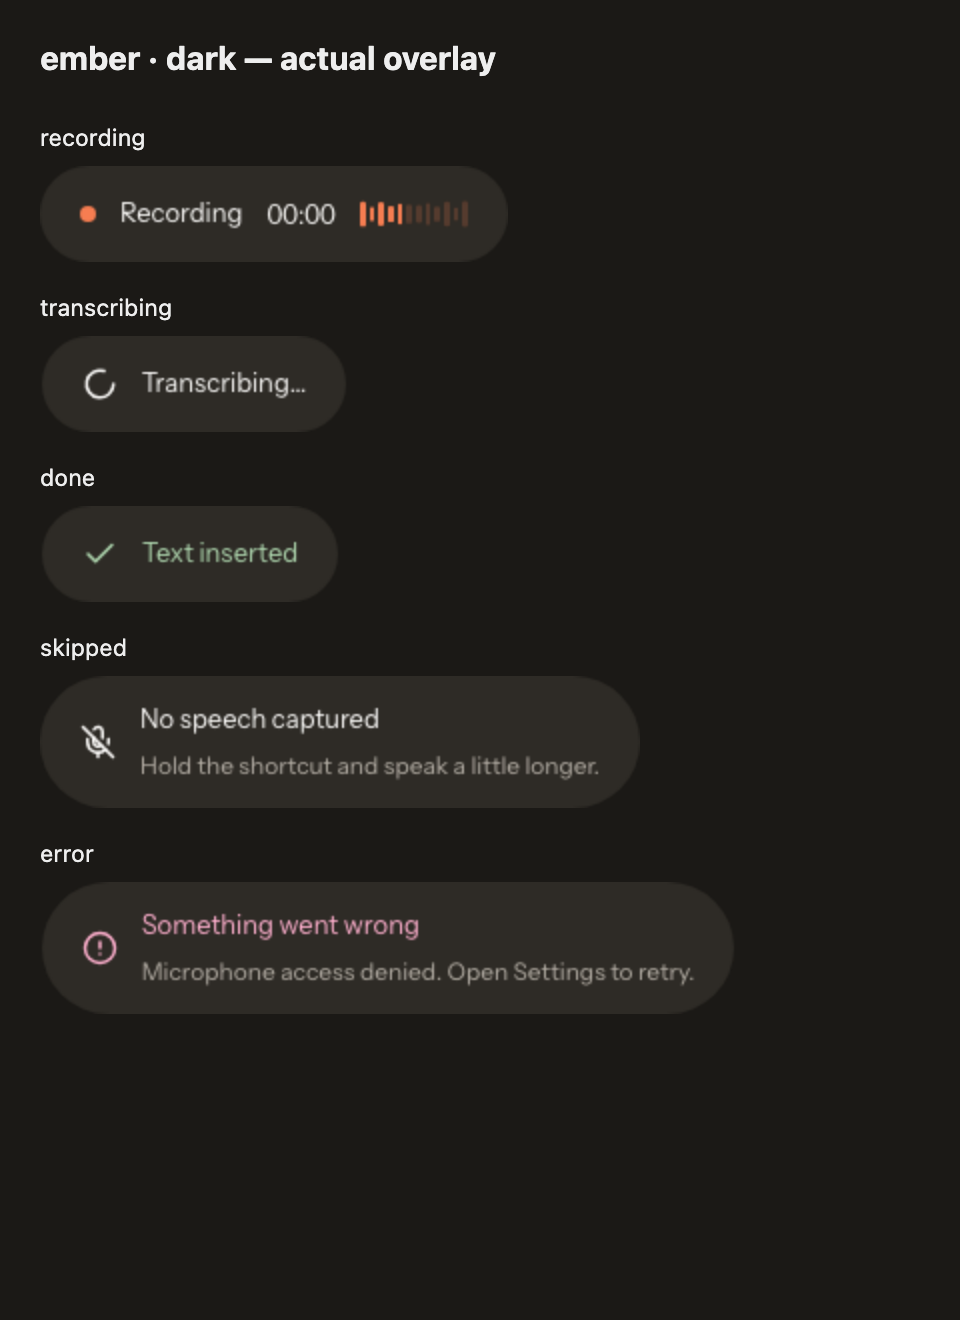 ember · dark — actual overlay
recording
Recording 00:00
transcribing
Transcribing...
done
Text inserted
skipped
No speech captured
Hold the shortcut and speak a little longer.
error
Something went wrong
Microphone access denied. Open Settings to retry.